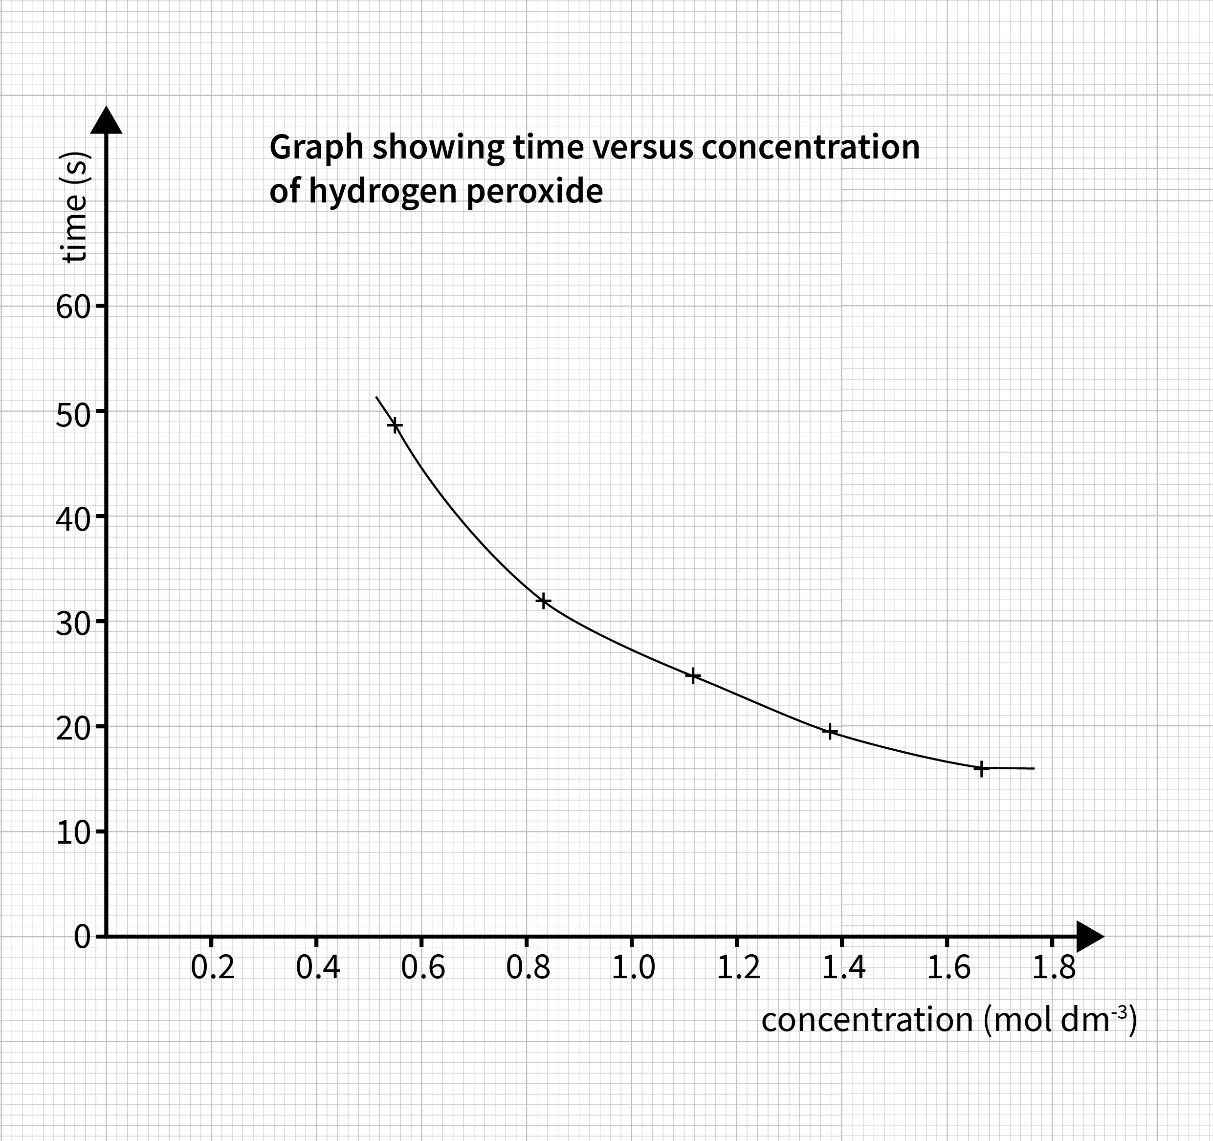 Graph showing time versus concentration
of hydrogen peroxide
time (s)
60
50
40
30
20
10
0
0.2 0.4 0.6 0.8 1.0 1.2 1.4 1.6 1.8
concentration (mol dm⁻³)